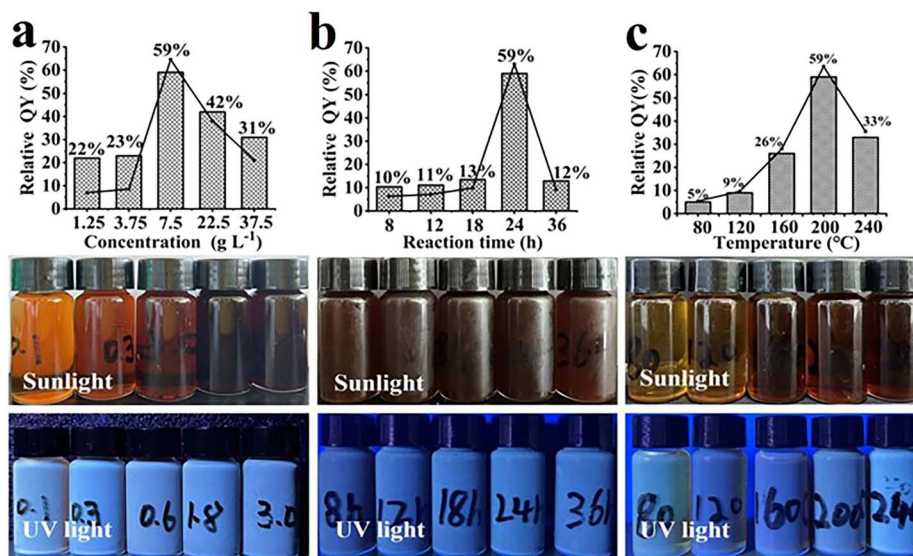 a
70
60
50
40
30
20
10
0
Relative QY (%)
22%
23%
59%
42%
31%
1.25 3.75 7.5 22.5 37.5
Concentration (g L⁻¹)
b
70
60
50
40
30
20
10
0
Relative QY (%)
10%
11%
13%
59%
12%
8 12 18 24 36
Reaction time (h)
c
70
60
50
40
30
20
10
0
Relative QY(%)
5%
9%
26%
59%
33%
80 120 160 200 240
Temperature (°C)
Sunlight
Sunlight
36h
Sunlight
80 120
UV light
0.3 0.6 1.8 3.0
UV light
8h 12h 18h 24h 36h
UV light
80 120 160 200 240